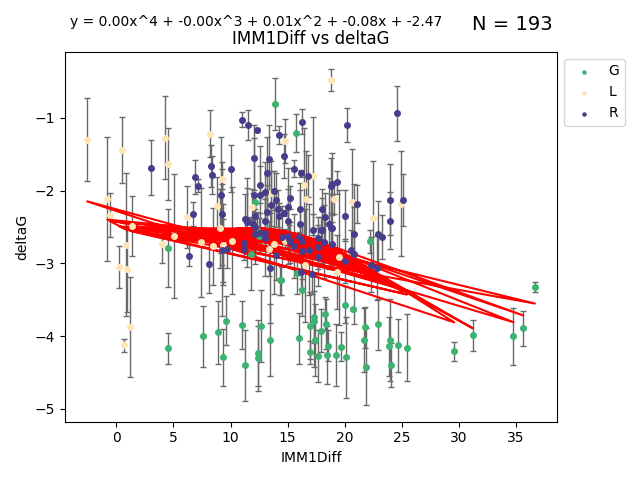 y = 0.00x^4 + -0.00x^3 + 0.01x^2 + -0.08x + -2.47
N = 193
IMM1Diff vs deltaG
G
L
R
deltaG
−1
−2
−3
−4
−5
0 5 10 15 20 25 30 35
IMM1Diff